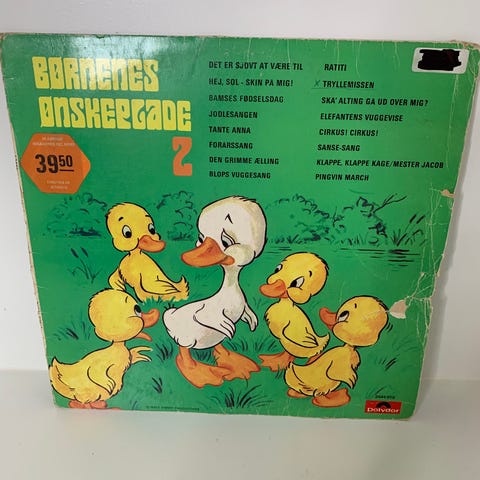 BØRNENES
ØNSKEPLADE
2
39⁵⁰
DET ER SJOVT AT VÆRE TIL
HEJ, SOL - SKIN PÅ MIG!
BAMSES FØDSELSDAG
JODLESANGEN
TANTE ANNA
FORÅRSSANG
DEN GRIMME ÆLLING
BLOPS VUGGESANG
RATITI
X TRYLLEMISSEN
SKA' ALTING GÅ UD OVER MIG?
ELEFANTENS VUGGEVISE
CIRKUS! CIRKUS!
SANSE-SANG
KLAPPE, KLAPPE KAGE/MESTER JACOB
PINGVIN MARCH
Polydor